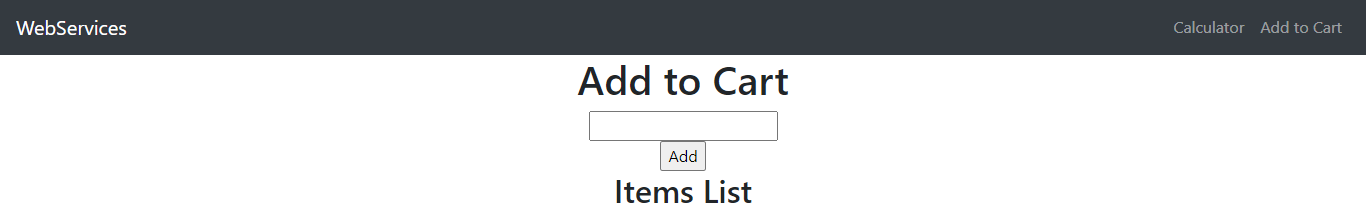 WebServices Calculator Add to Cart
Add to Cart
Add
Items List